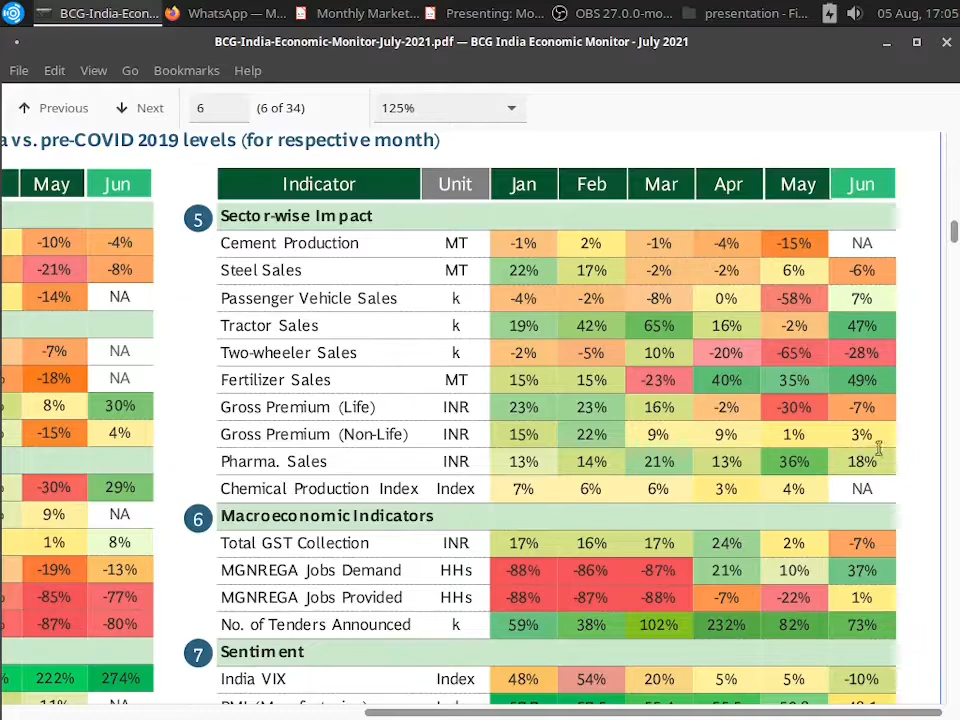 BCG-India-Econ...
WhatsApp — M...
Monthly Market...
Presenting: Mo...
OBS 27.0.0-mo...
presentation - Fi...
05 Aug, 17:05
BCG-India-Economic-Monitor-July-2021.pdf — BCG India Economic Monitor - July 2021
File Edit View Go Bookmarks Help
Previous Next 6 (6 of 34) 125%
a vs. pre-COVID 2019 levels (for respective month)
May Jun
-10% -4%
-21% -8%
-14% NA
-7% NA
-18% NA
8% 30%
-15% 4%
-30% 29%
9% NA
1% 8%
-19% -13%
-85% -77%
-87% -80%
222% 274%
Indicator Unit Jan Feb Mar Apr May Jun
5 Sector-wise Impact
Cement Production MT -1% 2% -1% -4% -15% NA
Steel Sales MT 22% 17% -2% -2% 6% -6%
Passenger Vehicle Sales k -4% -2% -8% 0% -58% 7%
Tractor Sales k 19% 42% 65% 16% -2% 47%
Two-wheeler Sales k -2% -5% 10% -20% -65% -28%
Fertilizer Sales MT 15% 15% -23% 40% 35% 49%
Gross Premium (Life) INR 23% 23% 16% -2% -30% -7%
Gross Premium (Non-Life) INR 15% 22% 9% 9% 1% 3%
Pharma. Sales INR 13% 14% 21% 13% 36% 18%
Chemical Production Index Index 7% 6% 6% 3% 4% NA
6 Macroeconomic Indicators
Total GST Collection INR 17% 16% 17% 24% 2% -7%
MGNREGA Jobs Demand HHs -88% -86% -87% 21% 10% 37%
MGNREGA Jobs Provided HHs -88% -87% -88% -7% -22% 1%
No. of Tenders Announced k 59% 38% 102% 232% 82% 73%
7 Sentiment
India VIX Index 48% 54% 20% 5% 5% -10%